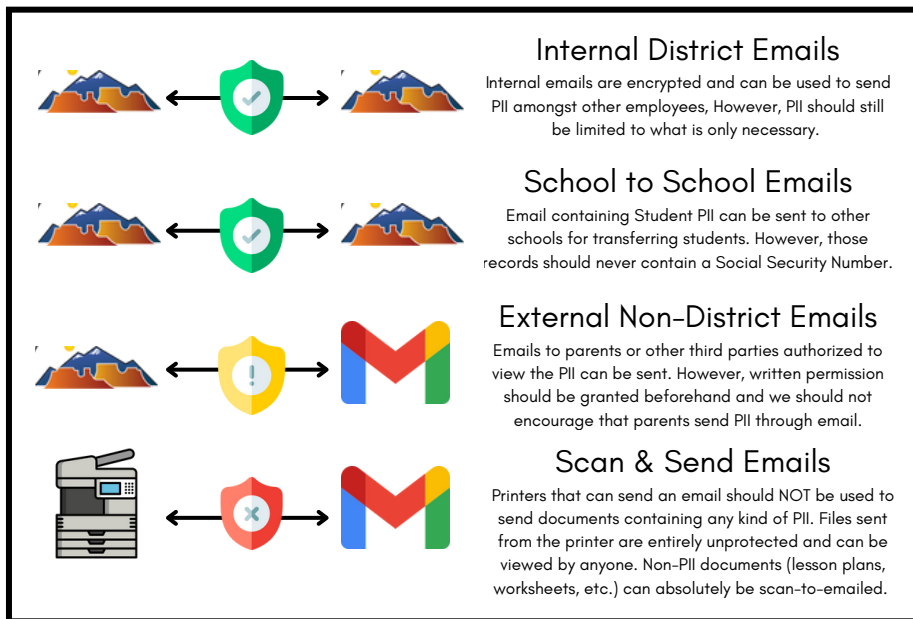 Internal District Emails
Internal emails are encrypted and can be used to send
PII amongst other employees, However, PII should still
be limited to what is only necessary.
School to School Emails
Email containing Student PII can be sent to other
schools for transferring students. However, those
records should never contain a Social Security Number.
External Non-District Emails
Emails to parents or other third parties authorized to
view the PII can be sent. However, written permission
should be granted beforehand and we should not
encourage that parents send PII through email.
Scan & Send Emails
Printers that can send an email should NOT be used to
send documents containing any kind of PII. Files sent
from the printer are entirely unprotected and can be
viewed by anyone. Non-PII documents (lesson plans,
worksheets, etc.) can absolutely be scan-to-emailed.